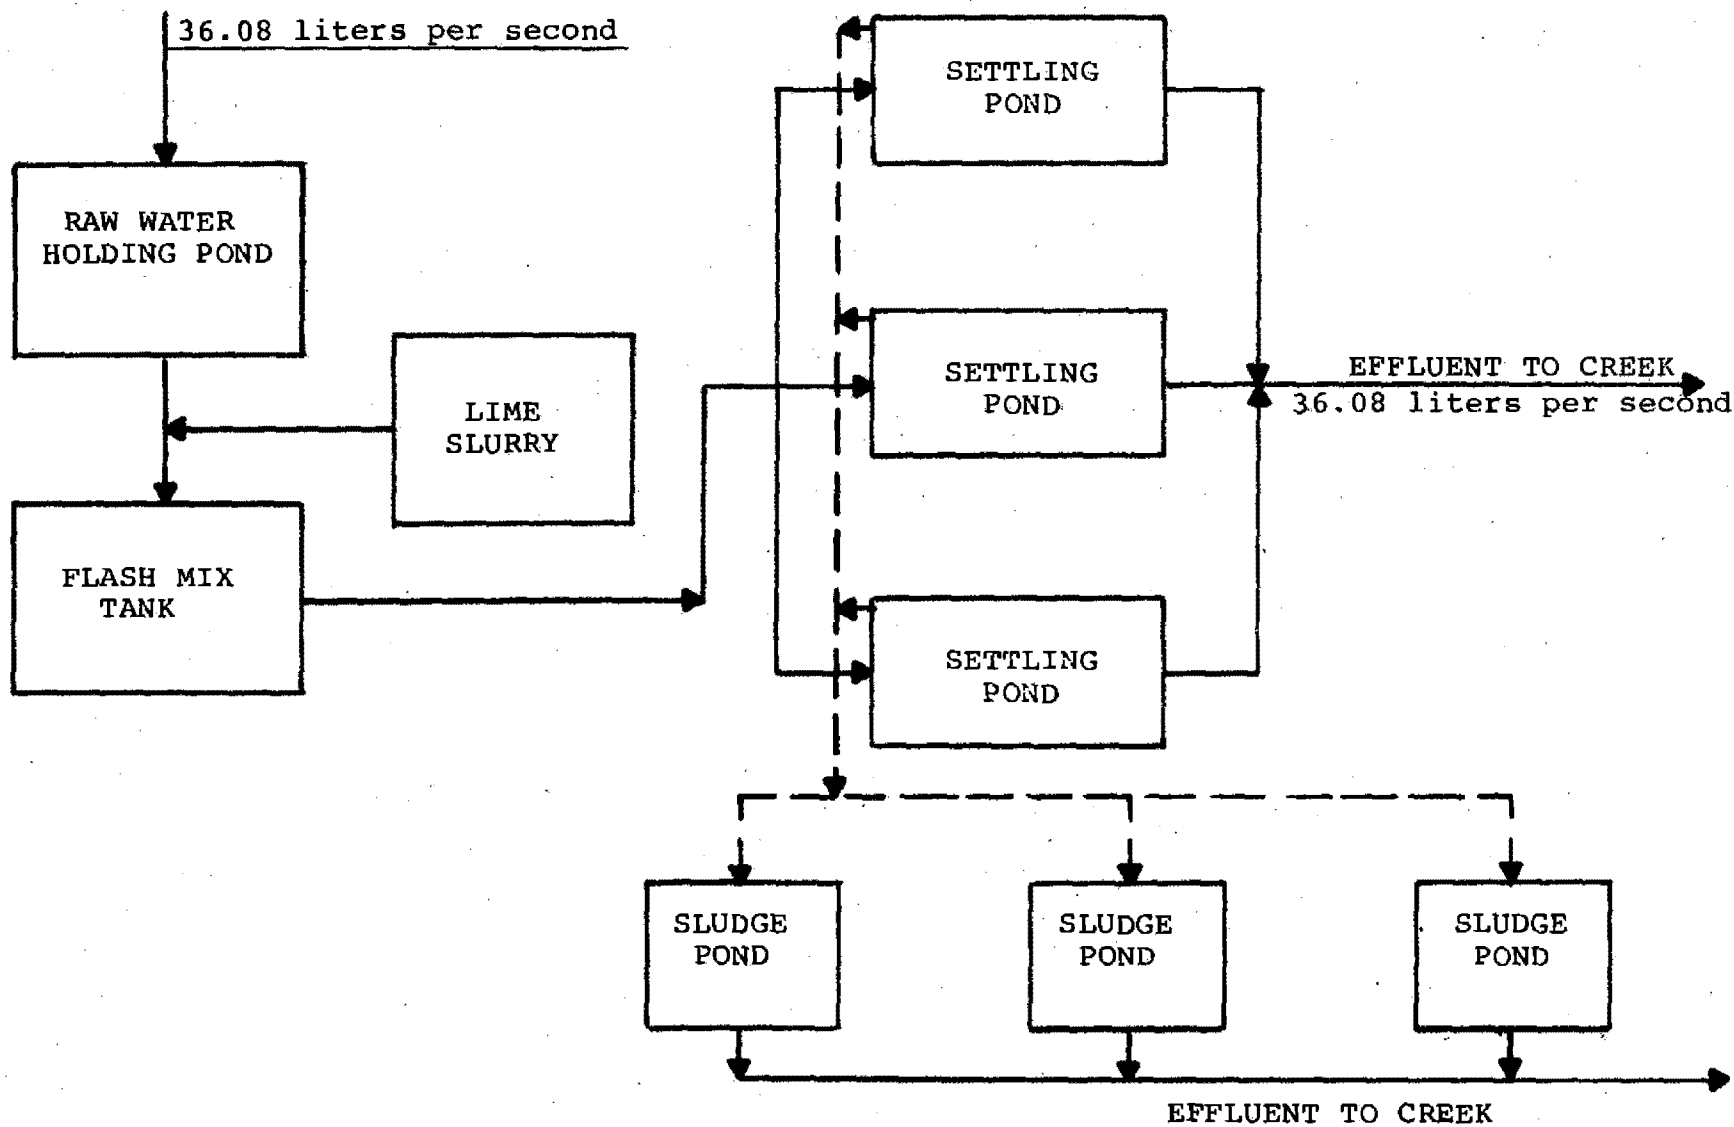 36.08 liters per second
RAW WATER
HOLDING POND
LIME
SLURRY
FLASH MIX
TANK
SETTLING
POND
SETTLING
POND
SETTLING
POND
EFFLUENT TO CREEK
36.08 liters per second
SLUDGE
POND
SLUDGE
POND
SLUDGE
POND
EFFLUENT TO CREEK